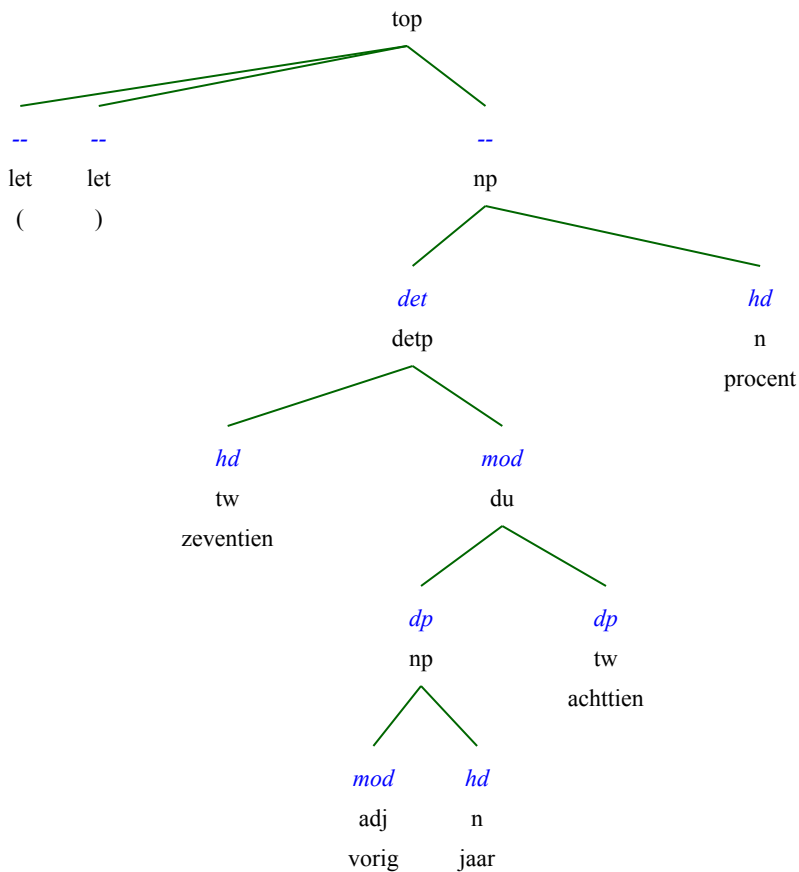 top
-- -- --
let let np
( )
det hd
detp n
procent
hd mod
tw du
zeventien
dp dp
np tw
achttien
mod hd
adj n
vorig jaar